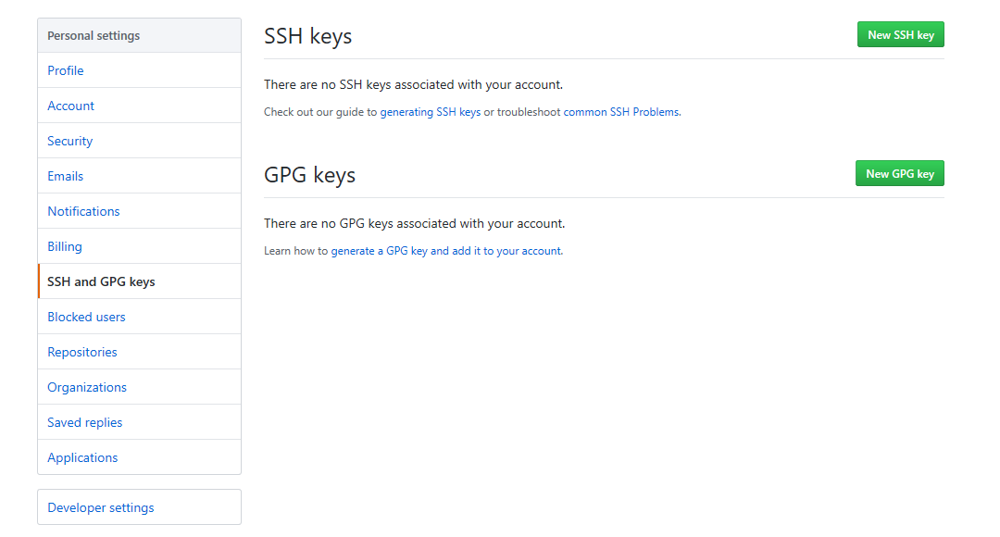 Personal settings
Profile
Account
Security
Emails
Notifications
Billing
SSH and GPG keys
Blocked users
Repositories
Organizations
Saved replies
Applications
Developer settings
SSH keys
New SSH key
There are no SSH keys associated with your account.
Check out our guide to generating SSH keys or troubleshoot common SSH Problems.
GPG keys
New GPG key
There are no GPG keys associated with your account.
Learn how to generate a GPG key and add it to your account.